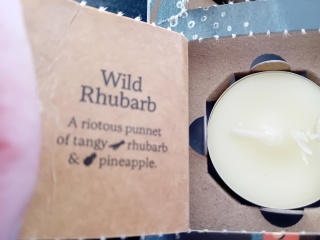 Wild
Rhubarb
A riotous punnet
of tangy rhubarb
& pineapple.